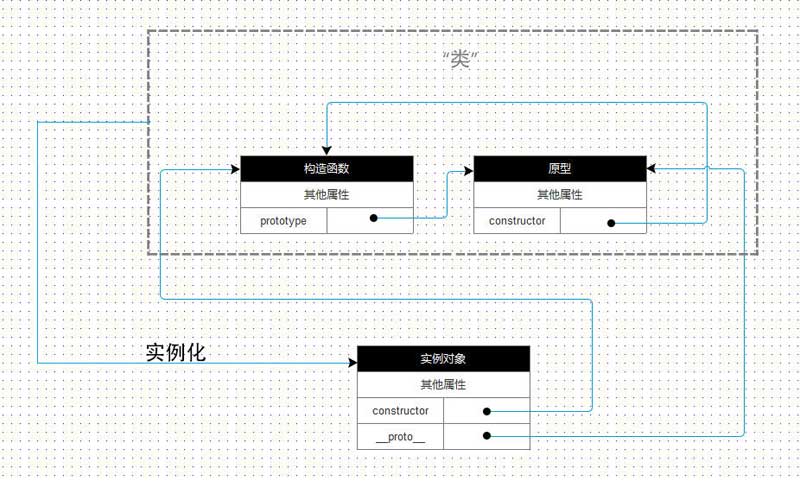 “类”
构造函数
其他属性
prototype
原型
其他属性
constructor
实例化
实例对象
其他属性
constructor
__proto__